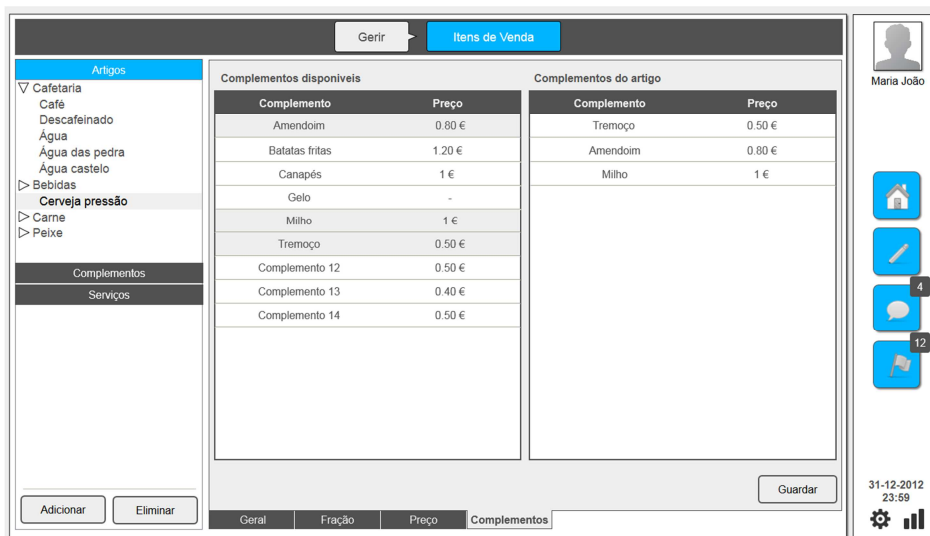 Gerir
Itens de Venda
Maria João
Artigos
Cafetaria
Café
Descafeinado
Água
Água das pedra
Água castelo
Bebidas
Cerveja pressão
Carne
Peixe
Complementos
Serviços
Adicionar
Eliminar
Complementos disponiveis
Complemento Preço
Amendoim 0.80 €
Batatas fritas 1.20 €
Canapés 1 €
Gelo -
Milho 1 €
Tremoço 0.50 €
Complemento 12 0.50 €
Complemento 13 0.40 €
Complemento 14 0.50 €
Complementos do artigo
Complemento Preço
Tremoço 0.50 €
Amendoim 0.80 €
Milho 1 €
Guardar
Geral Fração Preço Complementos
4
12
31-12-2012
23:59